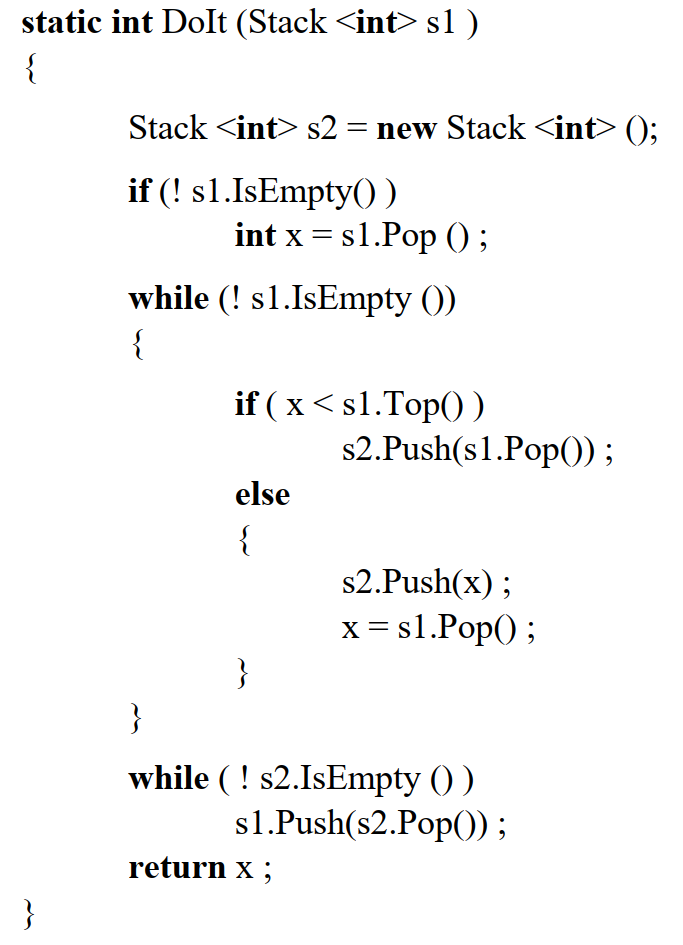 static int DoIt (Stack <int> s1 )
{
Stack <int> s2 = new Stack <int> ();
if (! s1.IsEmpty() )
int x = s1.Pop () ;
while (! s1.IsEmpty ())
{
if ( x < s1.Top() )
s2.Push(s1.Pop()) ;
else
{
s2.Push(x) ;
x = s1.Pop() ;
}
}
while ( ! s2.IsEmpty () )
s1.Push(s2.Pop()) ;
return x ;
}